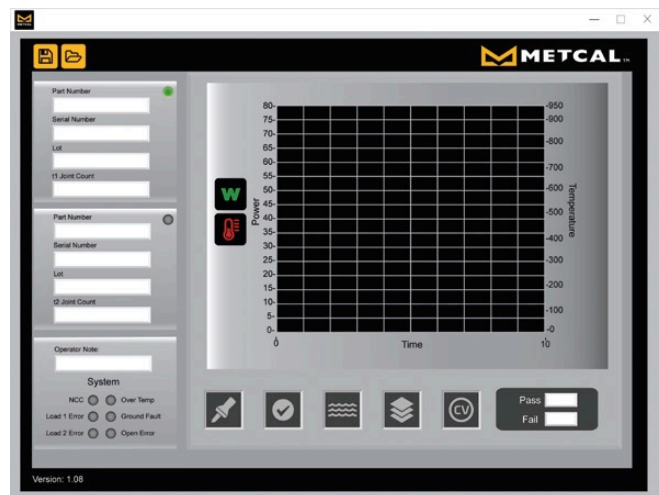 METCAL
METCAL™
Part Number
Serial Number
Lot
t1 Joint Count
Part Number
Serial Number
Lot
t2 Joint Count
Operator Note:
System
NCC Over Temp
Load 1 Error Ground Fault
Load 2 Error Open Error
W
Power
80-
75-
70-
65-
60-
55-
50-
45-
40-
35-
30-
25-
20-
15-
10-
5-
0-
-950
-900
-800
-700
-600
-500
-400
-300
-200
-100
-0
Temperature
0
Time
10
CV
Pass
Fail
Version: 1.08